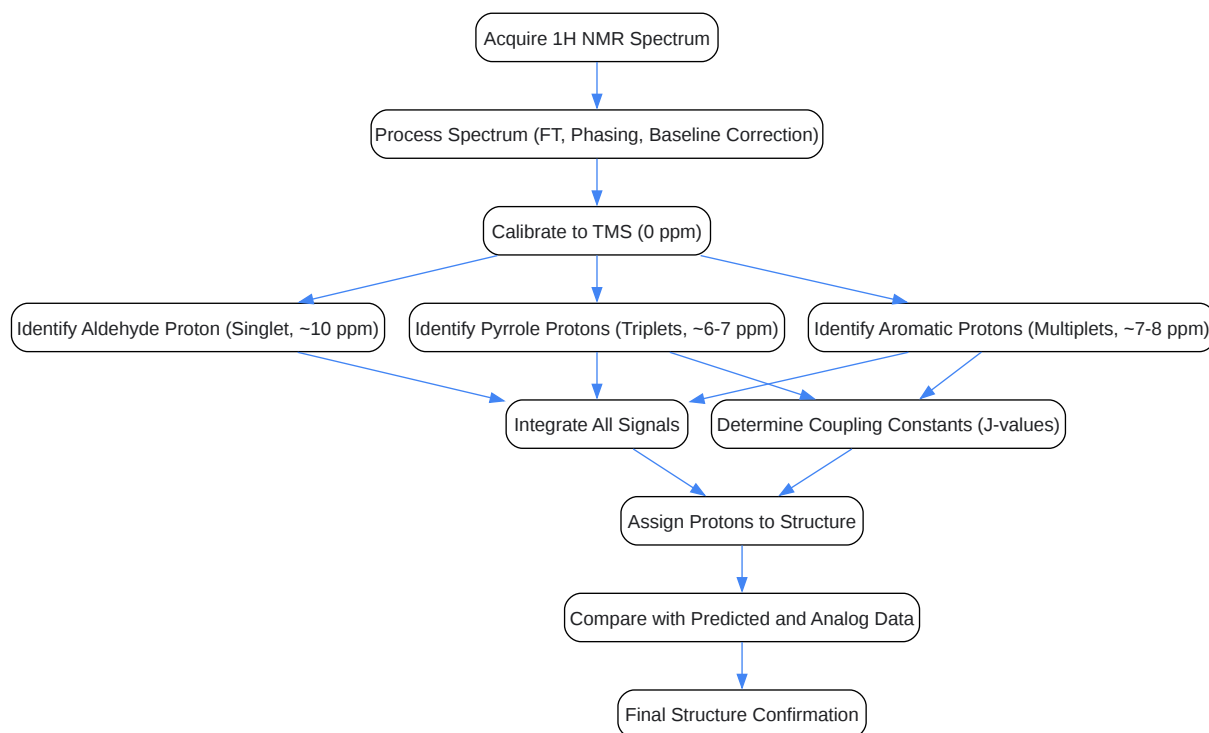 Acquire 1H NMR Spectrum
Process Spectrum (FT, Phasing, Baseline Correction)
Calibrate to TMS (0 ppm)
Identify Aldehyde Proton (Singlet, ~10 ppm)
Identify Pyrrole Protons (Triplets, ~6-7 ppm)
Identify Aromatic Protons (Multiplets, ~7-8 ppm)
Integrate All Signals
Determine Coupling Constants (J-values)
Assign Protons to Structure
Compare with Predicted and Analog Data
Final Structure Confirmation